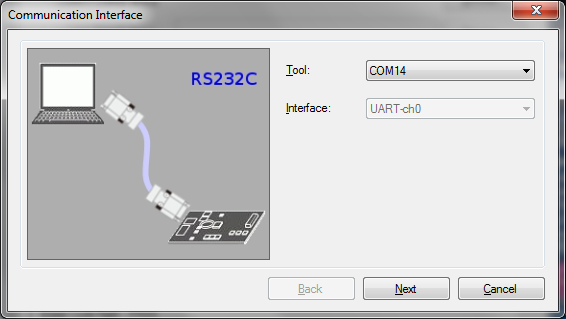 Communication Interface
RS232C
Tool:
COM14
Interface:
UART-ch0
Back
Next
Cancel